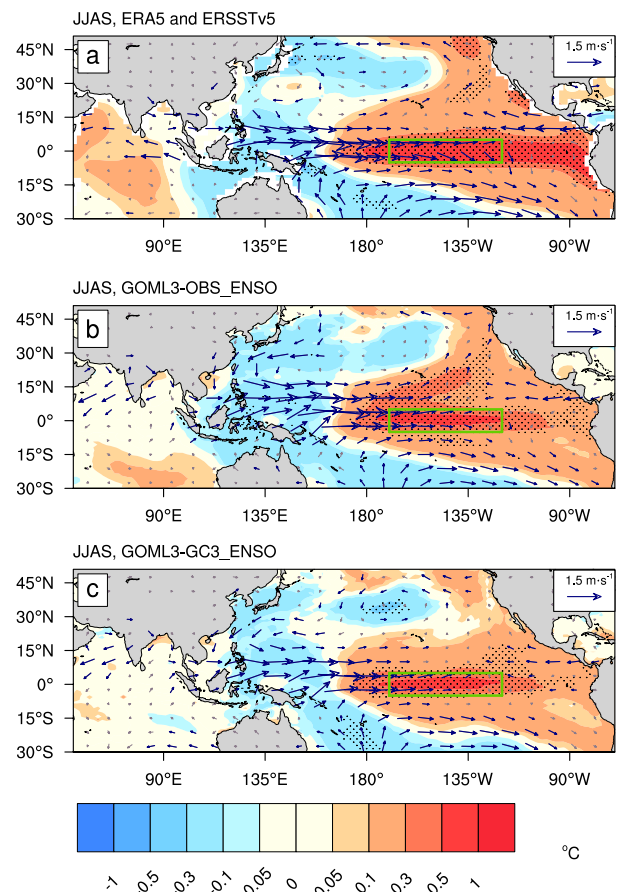 JJAS, ERA5 and ERSSTv5
45°N
30°N
15°N
0°
15°S
30°S
a
1.5 m·s⁻¹
90°E
135°E
180°
135°W
90°W
JJAS, GOML3-OBS_ENSO
45°N
30°N
15°N
0°
15°S
30°S
b
1.5 m·s⁻¹
90°E
135°E
180°
135°W
90°W
JJAS, GOML3-GC3_ENSO
45°N
30°N
15°N
0°
15°S
30°S
c
1.5 m·s⁻¹
90°E
135°E
180°
135°W
90°W
-1
-0.5
-0.3
-0.1
0.05
0
0.05
0.1
0.3
0.5
1
°C